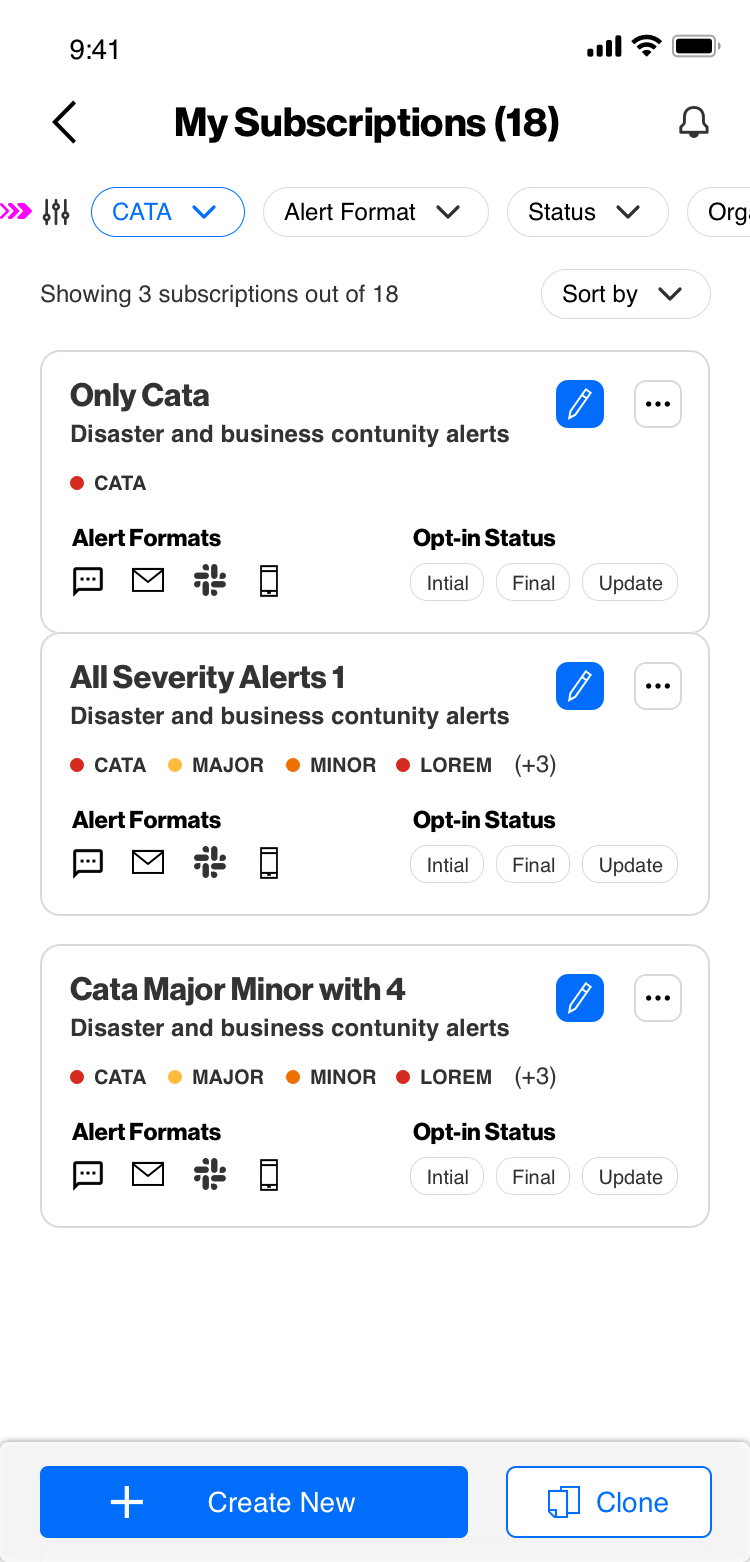 9:41
My Subscriptions (18)
CATA Alert Format Status Orga
Showing 3 subscriptions out of 18 Sort by
Only Cata
Disaster and business contunity alerts
CATA
Alert Formats Opt-in Status
Intial Final Update
All Severity Alerts 1
Disaster and business contunity alerts
CATA MAJOR MINOR LOREM (+3)
Alert Formats Opt-in Status
Intial Final Update
Cata Major Minor with 4
Disaster and business contunity alerts
CATA MAJOR MINOR LOREM (+3)
Alert Formats Opt-in Status
Intial Final Update
Create New Clone